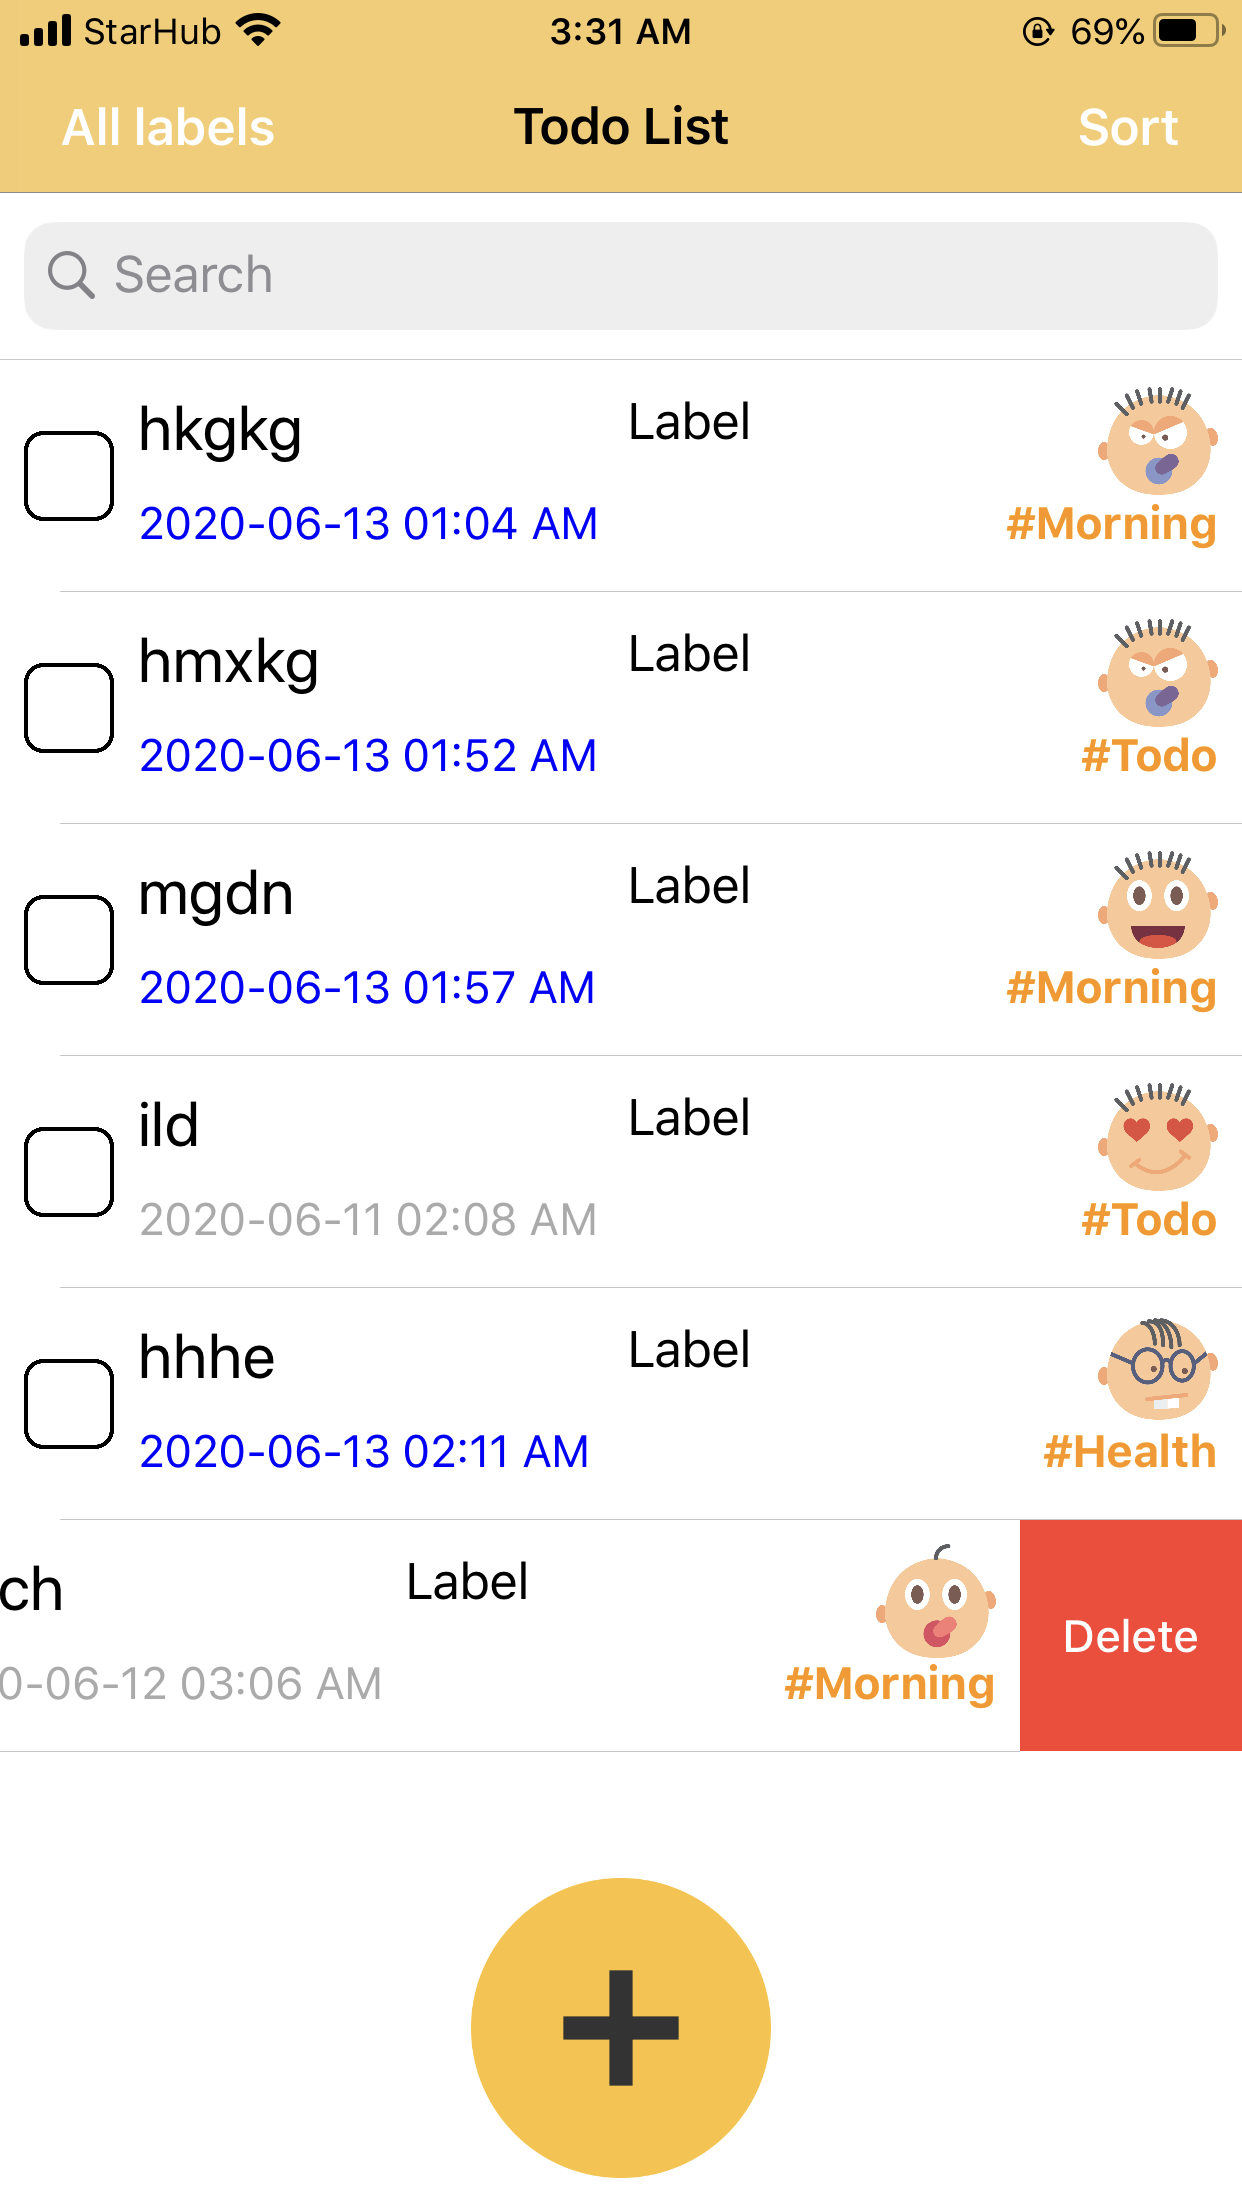 StarHub 3:31 AM 69%
All labels Todo List Sort
Search
hkgkg Label
2020-06-13 01:04 AM #Morning
hmxkg Label
2020-06-13 01:52 AM #Todo
mgdn Label
2020-06-13 01:57 AM #Morning
ild Label
2020-06-11 02:08 AM #Todo
hhhe Label
2020-06-13 02:11 AM #Health
ch Label
0-06-12 03:06 AM #Morning
Delete